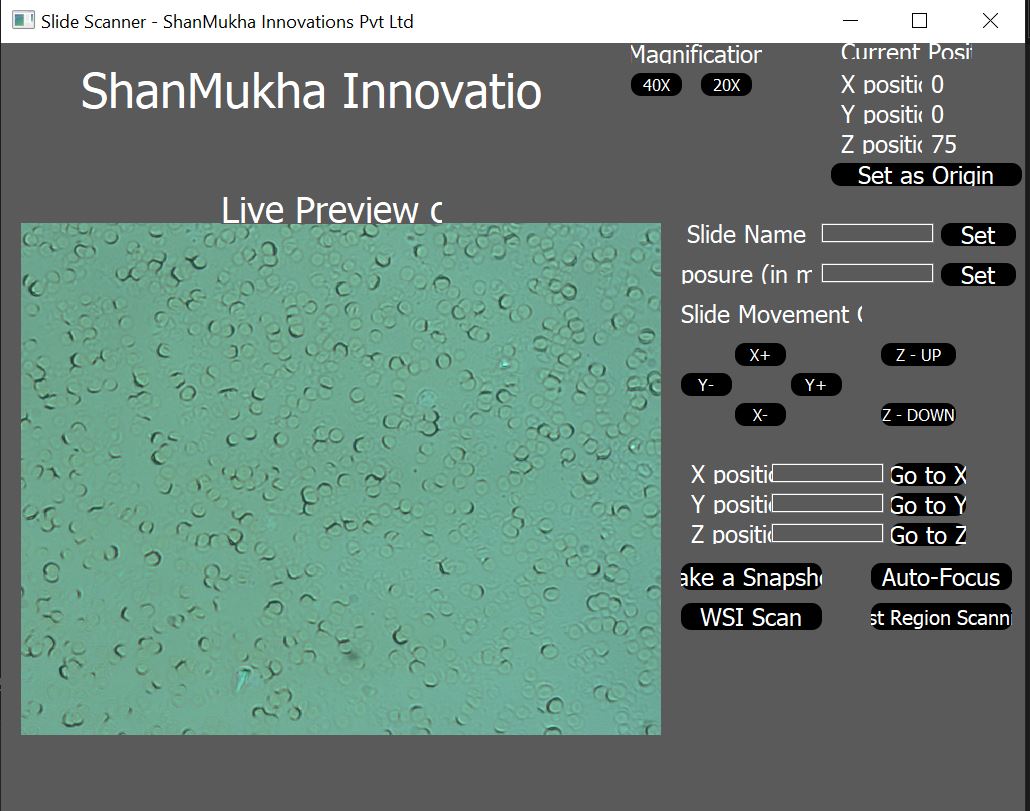 Slide Scanner - ShanMukha Innovations Pvt Ltd
ShanMukha Innovatio
Magnification
40X 20X
Current Posit
X positic 0
Y positic 0
Z positic 75
Set as Origin
Live Preview c
Slide Name Set
posure (in m Set
Slide Movement C
X+ Z - UP
Y- Y+
X- Z - DOWN
X positic Go to X
Y positic Go to Y
Z positic Go to Z
ake a Snapsho Auto-Focus
WSI Scan st Region Scanni